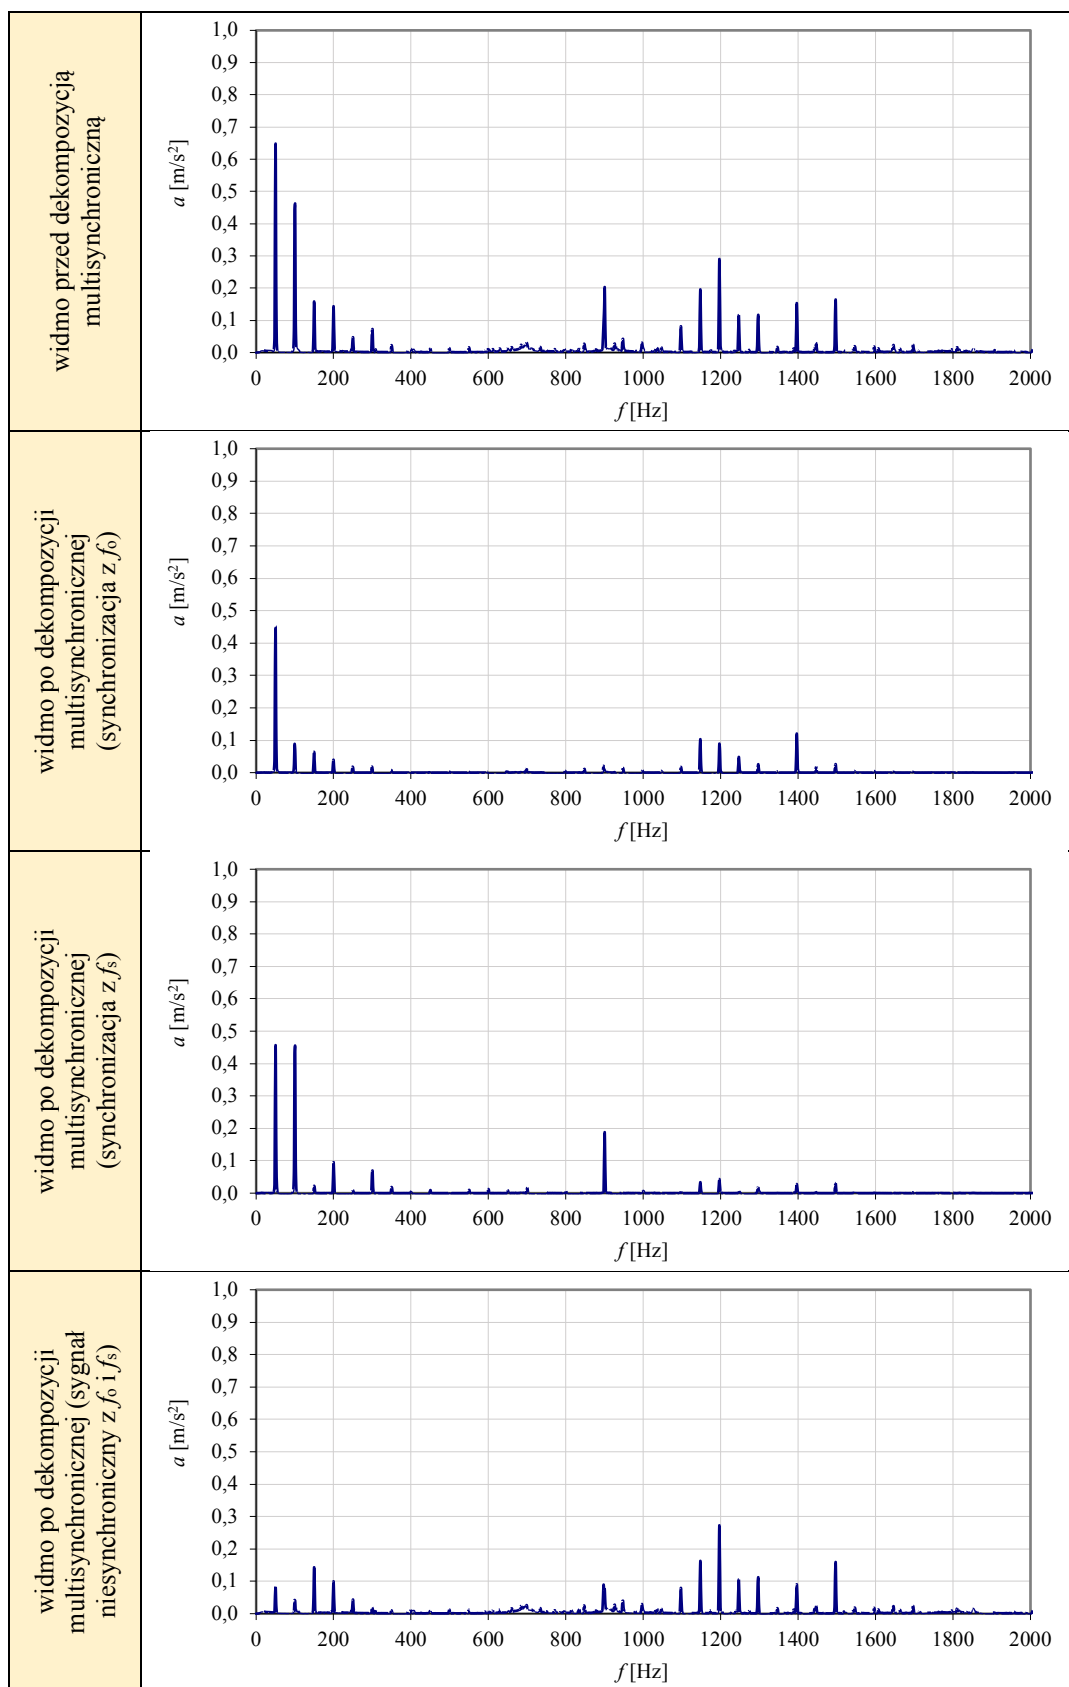 widmo przed dekompozycją
multisynchroniczną
1,0
0,9
0,8
0,7
0,6
0,5
0,4
0,3
0,2
0,1
0,0
a [m/s²]
0 200 400 600 800 1000 1200 1400 1600 1800 2000
f [Hz]
widmo po dekompozycji
multisynchronicznej
(synchronizacja z fo)
1,0
0,9
0,8
0,7
0,6
0,5
0,4
0,3
0,2
0,1
0,0
a [m/s²]
0 200 400 600 800 1000 1200 1400 1600 1800 2000
f [Hz]
widmo po dekompozycji
multisynchronicznej
(synchronizacja z fs)
1,0
0,9
0,8
0,7
0,6
0,5
0,4
0,3
0,2
0,1
0,0
a [m/s²]
0 200 400 600 800 1000 1200 1400 1600 1800 2000
f [Hz]
widmo po dekompozycji
multisynchronicznej (sygnał
niesynchroniczny z fo i fs)
1,0
0,9
0,8
0,7
0,6
0,5
0,4
0,3
0,2
0,1
0,0
a [m/s²]
0 200 400 600 800 1000 1200 1400 1600 1800 2000
f [Hz]